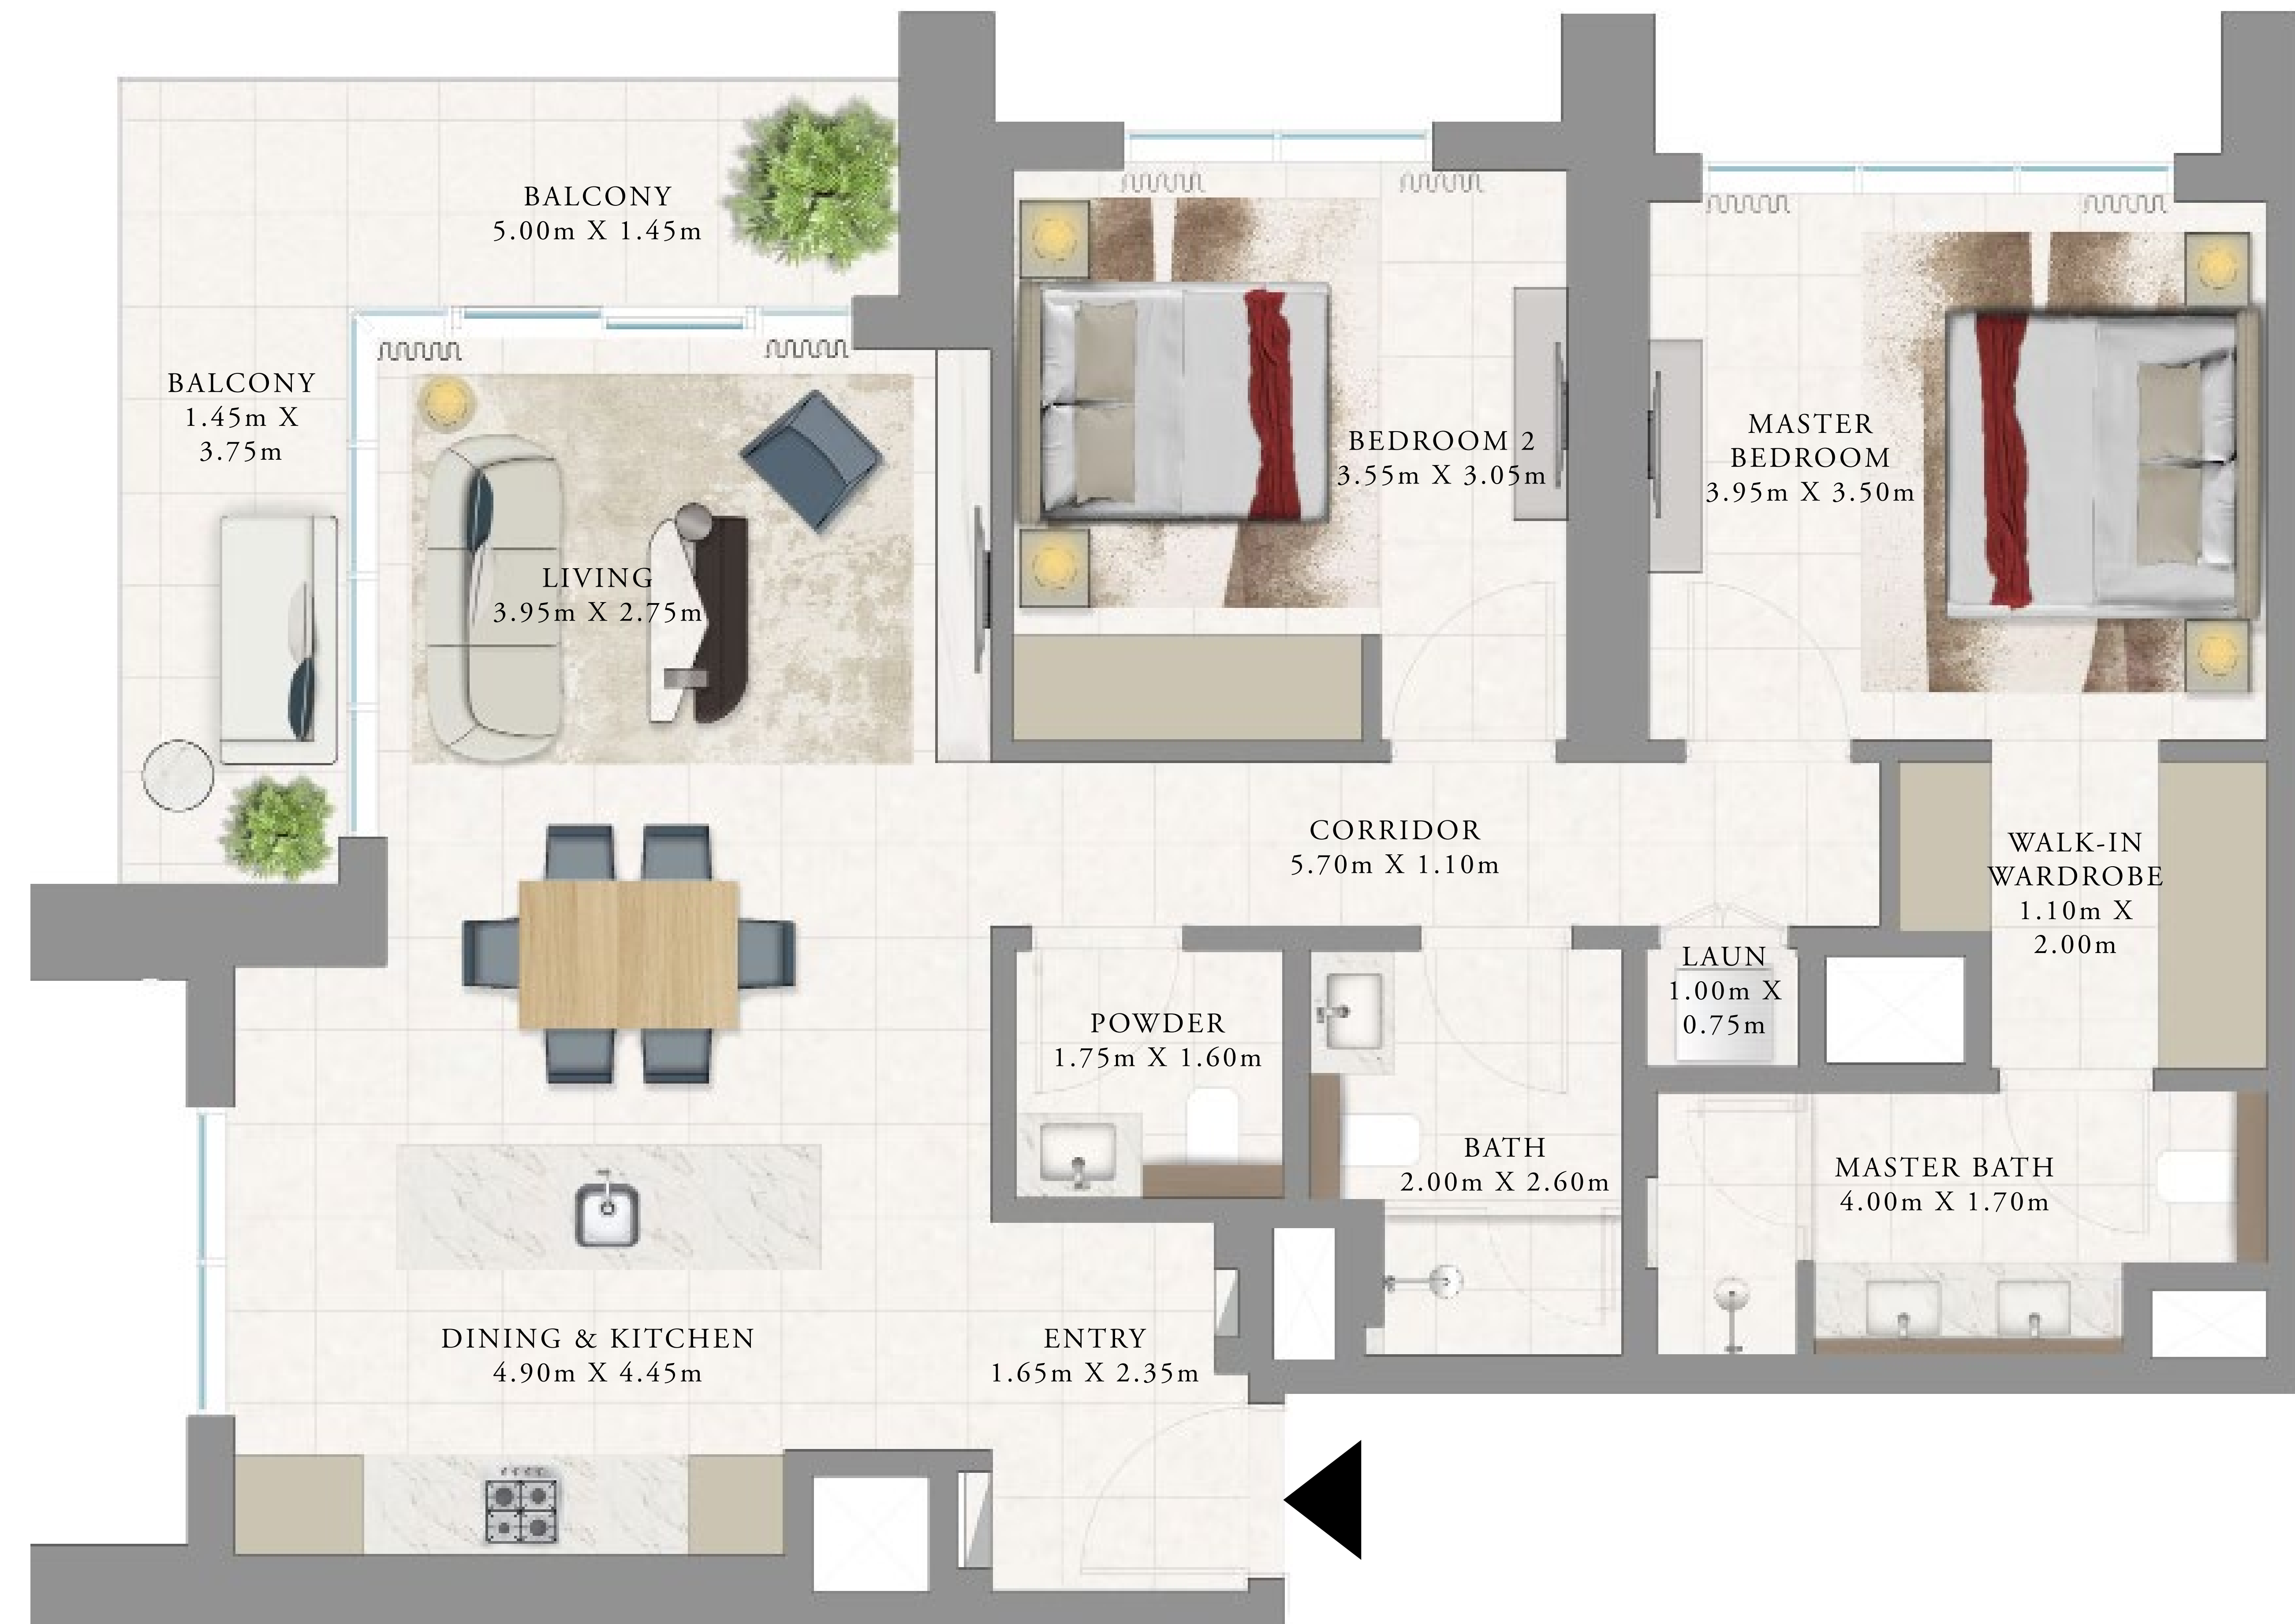 BALCONY
5.00m X 1.45m
BALCONY
1.45m X
3.75m
LIVING
3.95m X 2.75m
BEDROOM 2
3.55m X 3.05m
MASTER
BEDROOM
3.95m X 3.50m
CORRIDOR
5.70m X 1.10m
WALK-IN
WARDROBE
1.10m X
2.00m
LAUN
1.00m X
0.75m
POWDER
1.75m X 1.60m
BATH
2.00m X 2.60m
MASTER BATH
4.00m X 1.70m
DINING & KITCHEN
4.90m X 4.45m
ENTRY
1.65m X 2.35m